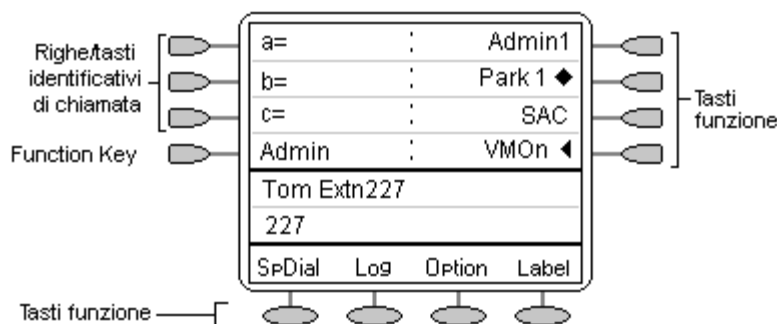 Righe/tasti
identificativi
di chiamata
Function Key
a= : Admin1
b= : Park 1 ◆
c= : SAC
Admin : VMOn ◀
Tasti
funzione
Tom Extn227
227
SpDial Log Option Label
Tasti funzione